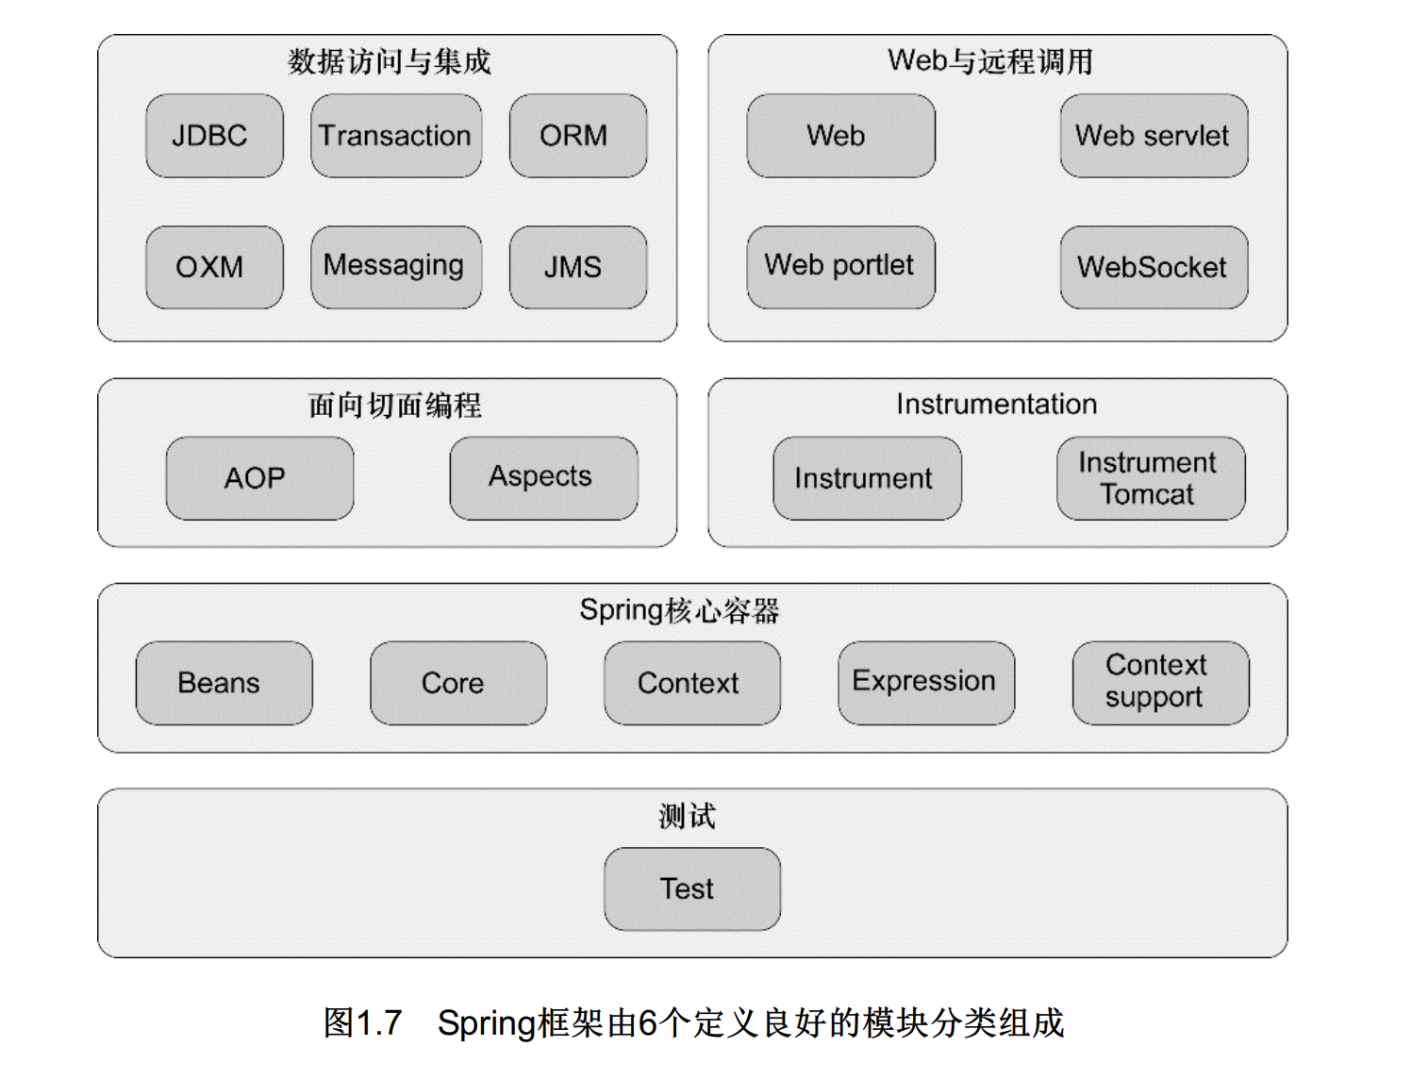 数据访问与集成
JDBC
Transaction
ORM
OXM
Messaging
JMS
Web与远程调用
Web
Web servlet
Web portlet
WebSocket
面向切面编程
AOP
Aspects
Instrumentation
Instrument
Instrument
Tomcat
Spring核心容器
Beans
Core
Context
Expression
Context
support
测试
Test
图1.7 Spring框架由6个定义良好的模块分类组成